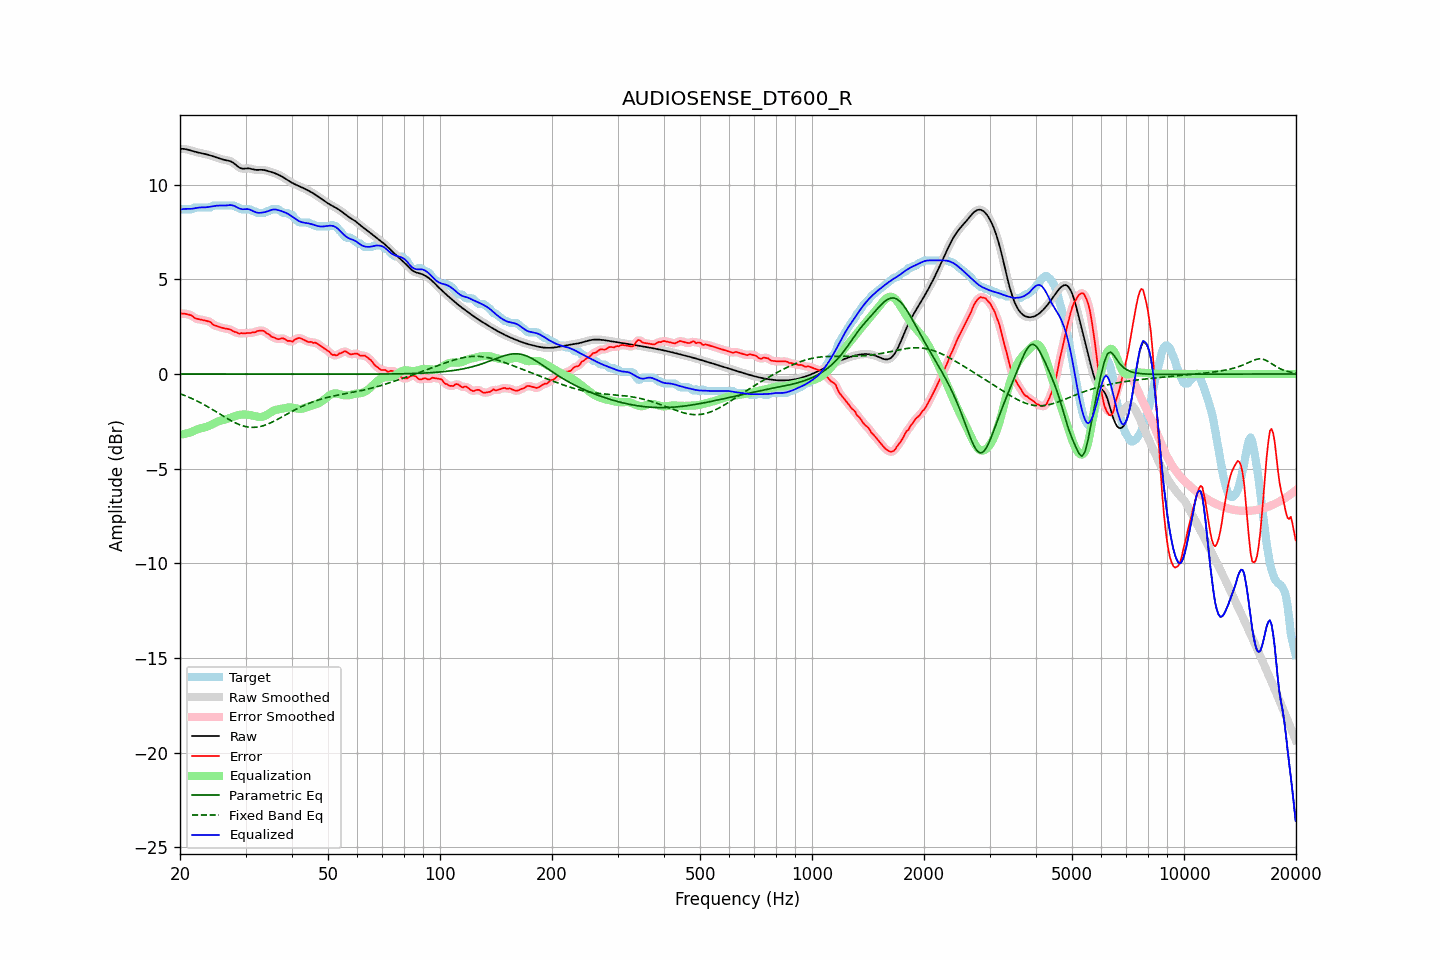 AUDIOSENSE_DT600_R
Amplitude (dBr)
10
5
0
−5
−10
−15
−20
−25
Target
Raw Smoothed
Error Smoothed
Raw
Error
Equalization
Parametric Eq
Fixed Band Eq
Equalized
20 50 100 200 500 1000 2000 5000 10000 20000
Frequency (Hz)